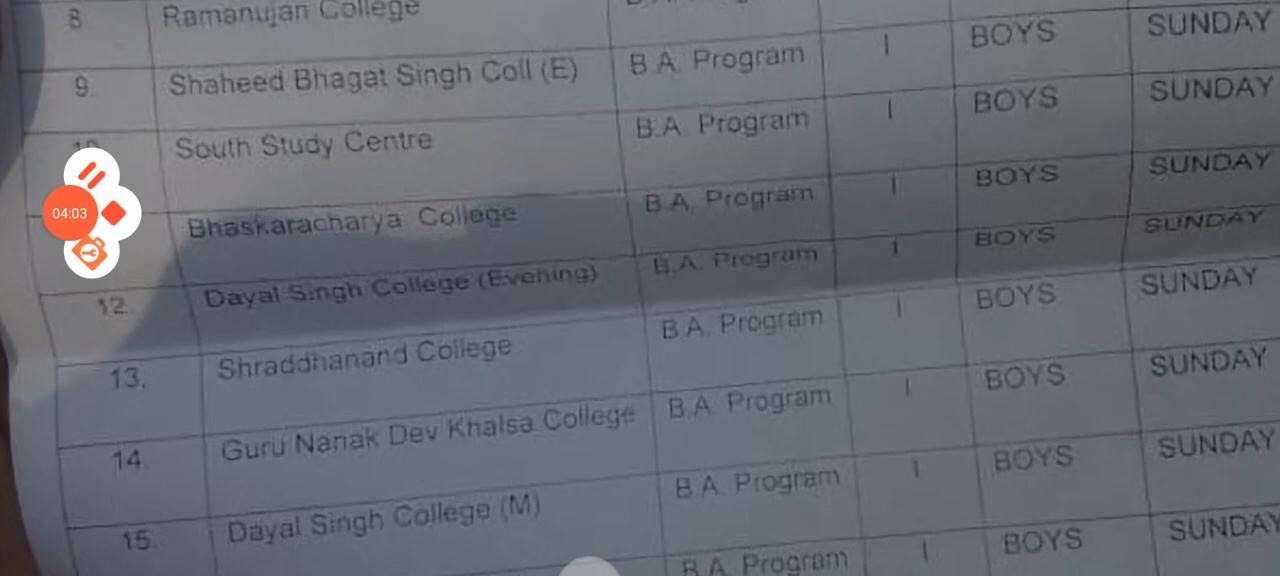 8. Ramanujan College
I BOYS SUNDAY
9. Shaheed Bhagat Singh Coll (E) B.A. Program I BOYS SUNDAY
10 South Study Centre B.A. Program I BOYS SUNDAY
Bhaskaracharya College B.A. Program I BOYS SUNDAY
12. Dayal Singh College (Evening) B.A. Program I BOYS SUNDAY
13. Shraddhanand College B.A. Program I BOYS SUNDAY
14. Guru Nanak Dev Khalsa College B.A. Program I BOYS SUNDAY
15. Dayal Singh College (M) B.A. Program I BOYS SUNDAY
B.A. Program
04:03